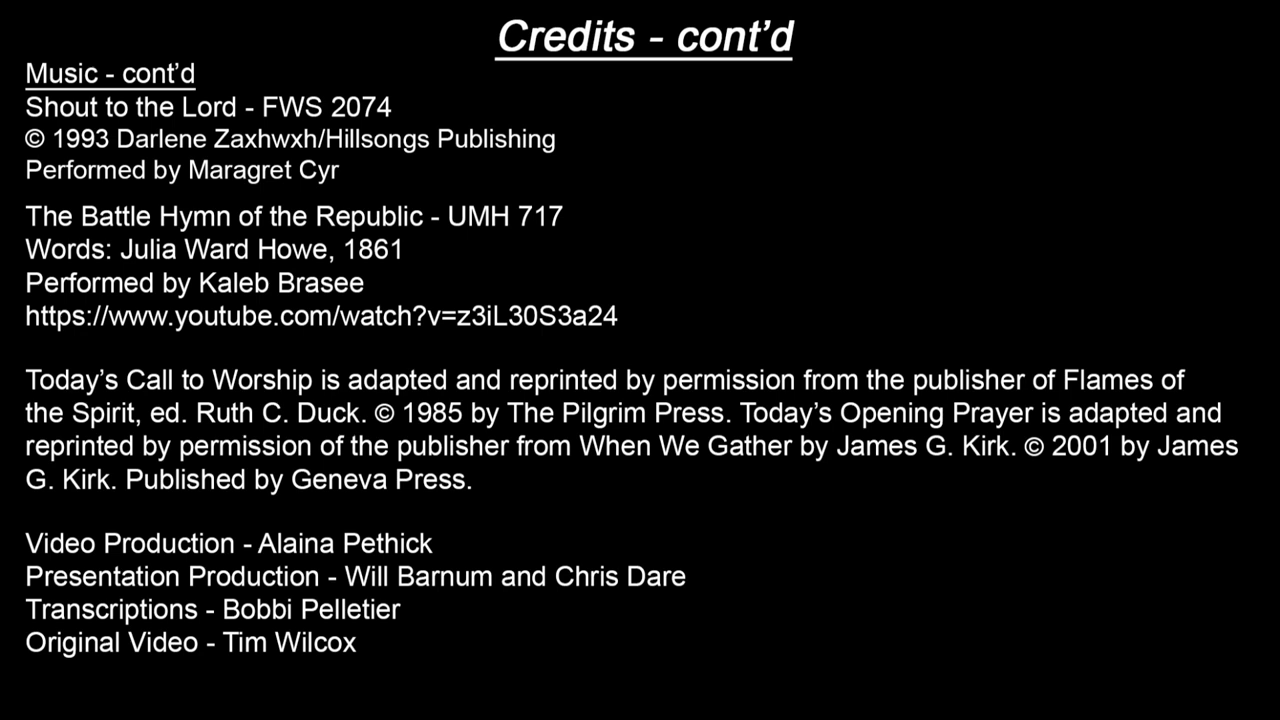 Credits - cont’d
Music - cont’d
Shout to the Lord - FWS 2074
© 1993 Darlene Zaxhwxh/Hillsongs Publishing
Performed by Maragret Cyr
The Battle Hymn of the Republic - UMH 717
Words: Julia Ward Howe, 1861
Performed by Kaleb Brasee
https://www.youtube.com/watch?v=z3iL30S3a24
Today’s Call to Worship is adapted and reprinted by permission from the publisher of Flames of
the Spirit, ed. Ruth C. Duck. © 1985 by The Pilgrim Press. Today’s Opening Prayer is adapted and
reprinted by permission of the publisher from When We Gather by James G. Kirk. © 2001 by James
G. Kirk. Published by Geneva Press.
Video Production - Alaina Pethick
Presentation Production - Will Barnum and Chris Dare
Transcriptions - Bobbi Pelletier
Original Video - Tim Wilcox